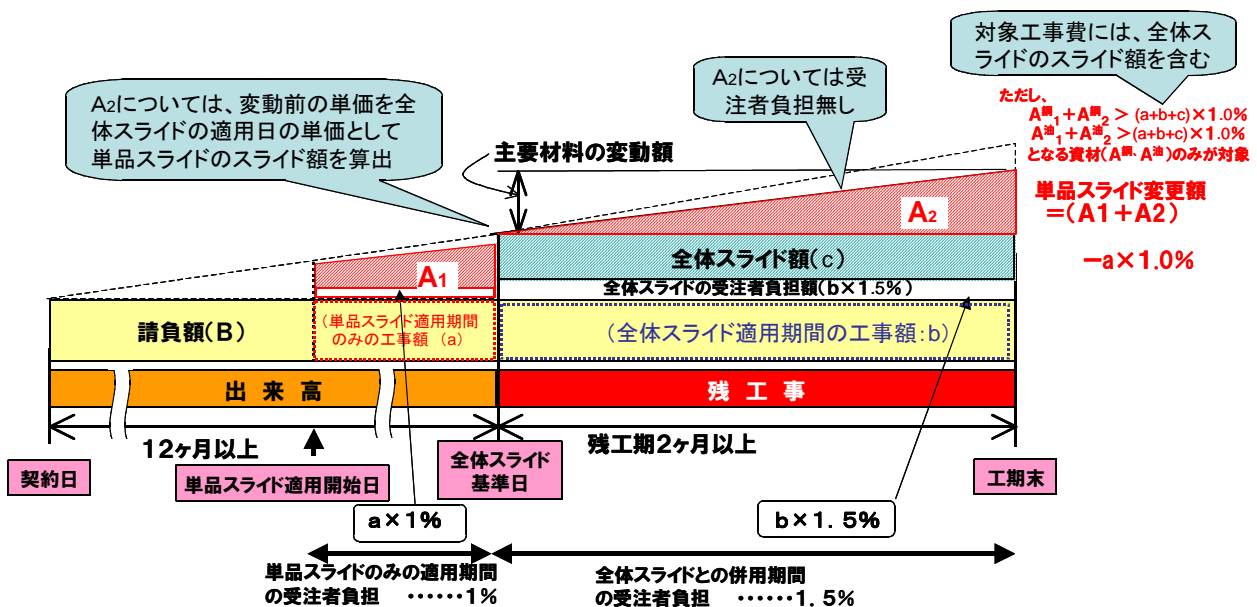 対象工事費には、全体ス
ライドのスライド額を含む
A2については受
注者負担無し
A2については、変動前の単価を全
体スライドの適用日の単価として
単品スライドのスライド額を算出
ただし、
A鋼1+A鋼2 > (a+b+c)×1.0%
A油1+A油2 >(a+b+c)×1.0%
となる資材(A鋼、A油)のみが対象
主要材料の変動額
単品スライド変更額
=(A1+A2)
-a×1.0%
A2
A1
全体スライド額(c)
全体スライドの受注者負担額(b×1.5%)
請負額(B)
(単品スライド適用期間
のみの工事額 (a)
(全体スライド適用期間の工事額:b)
出 来 高
残 工 事
12ヶ月以上
残工期2ヶ月以上
契約日
単品スライド適用開始日
全体スライド
基準日
工期末
a×1%
b×1.5%
単品スライドのみの適用期間
の受注者負担 ……1%
全体スライドとの併用期間
の受注者負担 ……1.5%